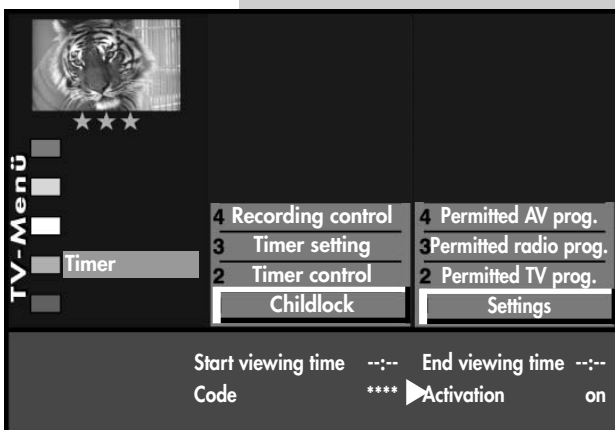 TV-Menü
Timer
4 Recording control
3 Timer setting
2 Timer control
Childlock
4 Permitted AV prog.
3 Permitted radio prog.
2 Permitted TV prog.
Settings
Start viewing time --:-- End viewing time --:--
Code **** Activation on